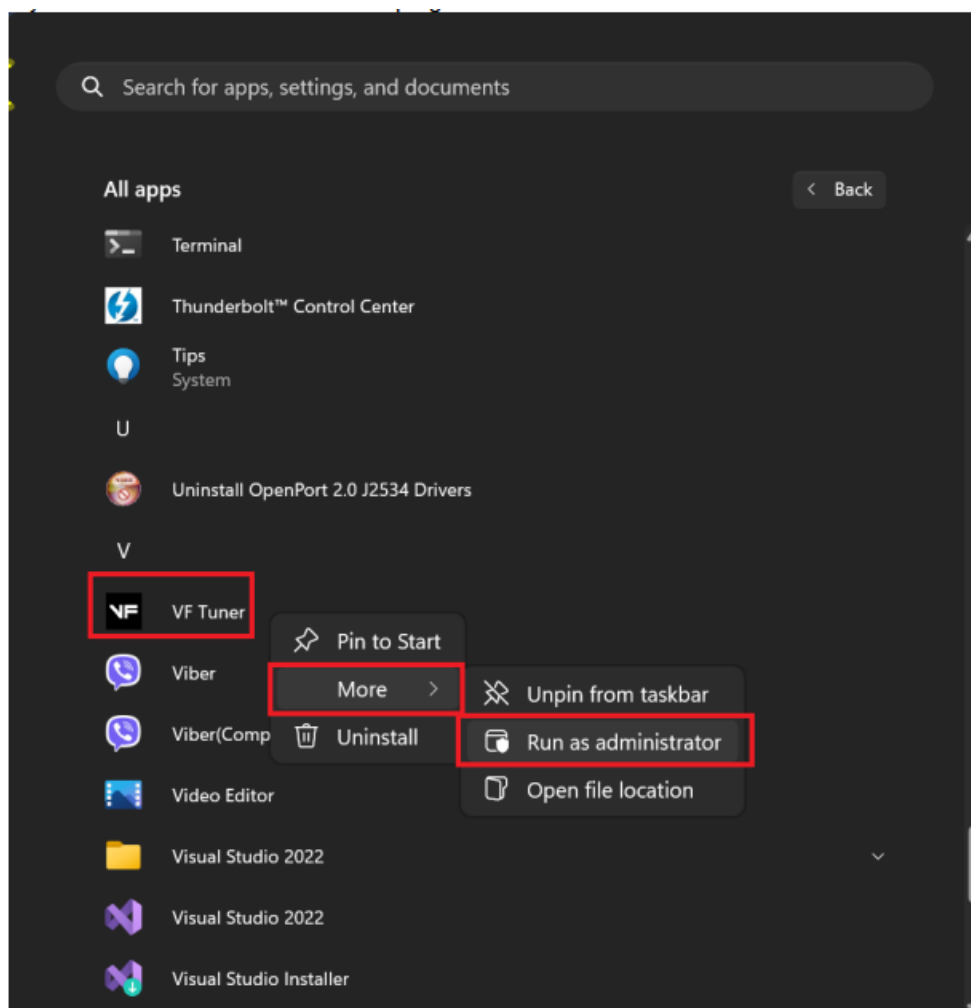 Search for apps, settings, and documents
All apps
Back
Terminal
Thunderbolt™ Control Center
Tips
System
U
Uninstall OpenPort 2.0 J2534 Drivers
V
VF
VF Tuner
Pin to Start
Viber
More
Unpin from taskbar
Viber(Comp
Uninstall
Run as administrator
Video Editor
Open file location
Visual Studio 2022
Visual Studio 2022
Visual Studio Installer